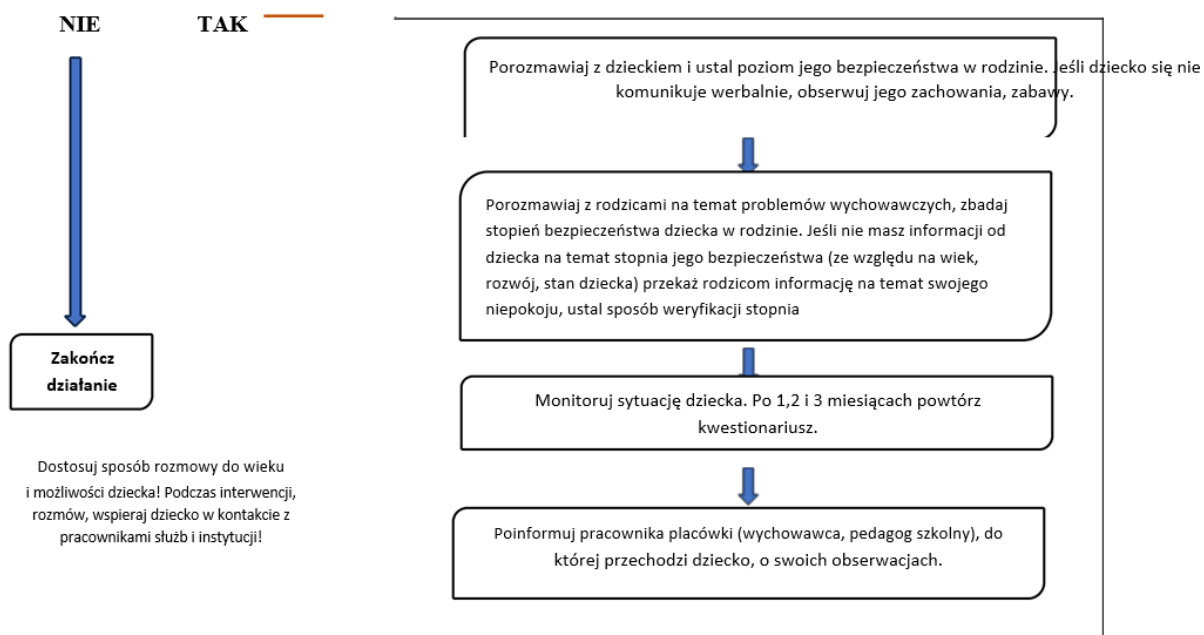 NIE
TAK
Porozmawiaj z dzieckiem i ustal poziom jego bezpieczeństwa w rodzinie. Jeśli dziecko się nie
komunikuje werbalnie, obserwuj jego zachowania, zabawy.
Porozmawiaj z rodzicami na temat problemów wychowawczych, zbadaj
stopień bezpieczeństwa dziecka w rodzinie. Jeśli nie masz informacji od
dziecka na temat stopnia jego bezpieczeństwa (ze względu na wiek,
rozwój, stan dziecka) przekaż rodzicom informację na temat swojego
niepokoju, ustal sposób weryfikacji stopnia
Zakończ
działanie
Monitoruj sytuację dziecka. Po 1,2 i 3 miesiącach powtórz
kwestionariusz.
Dostosuj sposób rozmowy do wieku
i możliwości dziecka! Podczas interwencji,
rozmów, wspieraj dziecko w kontakcie z
pracownikami służb i instytucji!
Poinformuj pracownika placówki (wychowawca, pedagog szkolny), do
której przechodzi dziecko, o swoich obserwacjach.